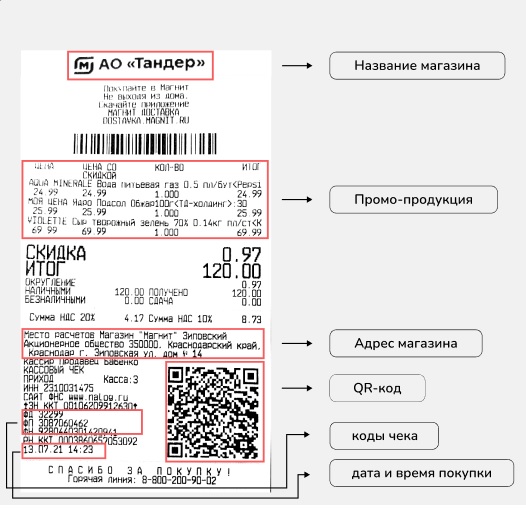 АО «Тандер»
Название магазина
Покупайте в Магнит
Не выходя из дома.
Скачайте приложение
МАГНИТ ДОСТАВКА
DOSTAVKA.MAGNIT.RU
ЦЕНА ЦЕНА СО СКИДКОЙ КОЛ-ВО ИТОГ
AQUA MINERALE Вода питьевая газ 0.5 пл/бут<Pepsi
24.99 24.99 1.000 24.99
МОЯ ЦЕНА Ядро Подсол Обжар100г<ТД-холдинг>:30
25.99 25.99 1.000 25.99
VIOLETTE Сыр творожный зелень 70% 0.14кг пл/ст<К
69.99 69.99 1.000 69.99
Промо-продукция
СКИДКА 0.97
ИТОГ 120.00
ОКРУГЛЕНИЕ 0.97
НАЛИЧНЫМИ 120.00 ПОЛУЧЕНО 120.00
БЕЗНАЛИЧНЫМИ 0.00 СДАЧА 0.00
Сумма НДС 20% 4.17 Сумма НДС 10% 8.73
Место расчетов Магазин "Магнит" Зиповский
Акционерное общество 350000, Краснодарский край,
Краснодар г, Зиповская ул, дом № 14
Адрес магазина
Кассир Продавец Бабенко
КАССОВЫЙ ЧЕК
ПРИХОД Касса:3
ИНН 2310031475
САЙТ ФНС www.nalog.ru
ЗН ККТ 00106209912630
ФД 32299
ФП 3087060462
ФН
РН ККТ 0003860657053092
13.07.21 14:23
QR-код
коды чека
дата и время покупки
СПАСИБО ЗА ПОКУПКУ!
Горячая линия: 8-800-200-90-02